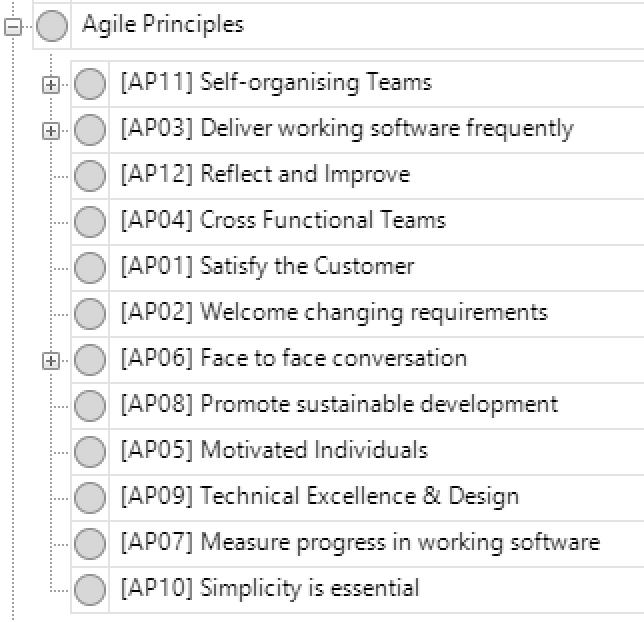 Agile Principles
[AP11] Self-organising Teams
[AP03] Deliver working software frequently
[AP12] Reflect and Improve
[AP04] Cross Functional Teams
[AP01] Satisfy the Customer
[AP02] Welcome changing requirements
[AP06] Face to face conversation
[AP08] Promote sustainable development
[AP05] Motivated Individuals
[AP09] Technical Excellence & Design
[AP07] Measure progress in working software
[AP10] Simplicity is essential